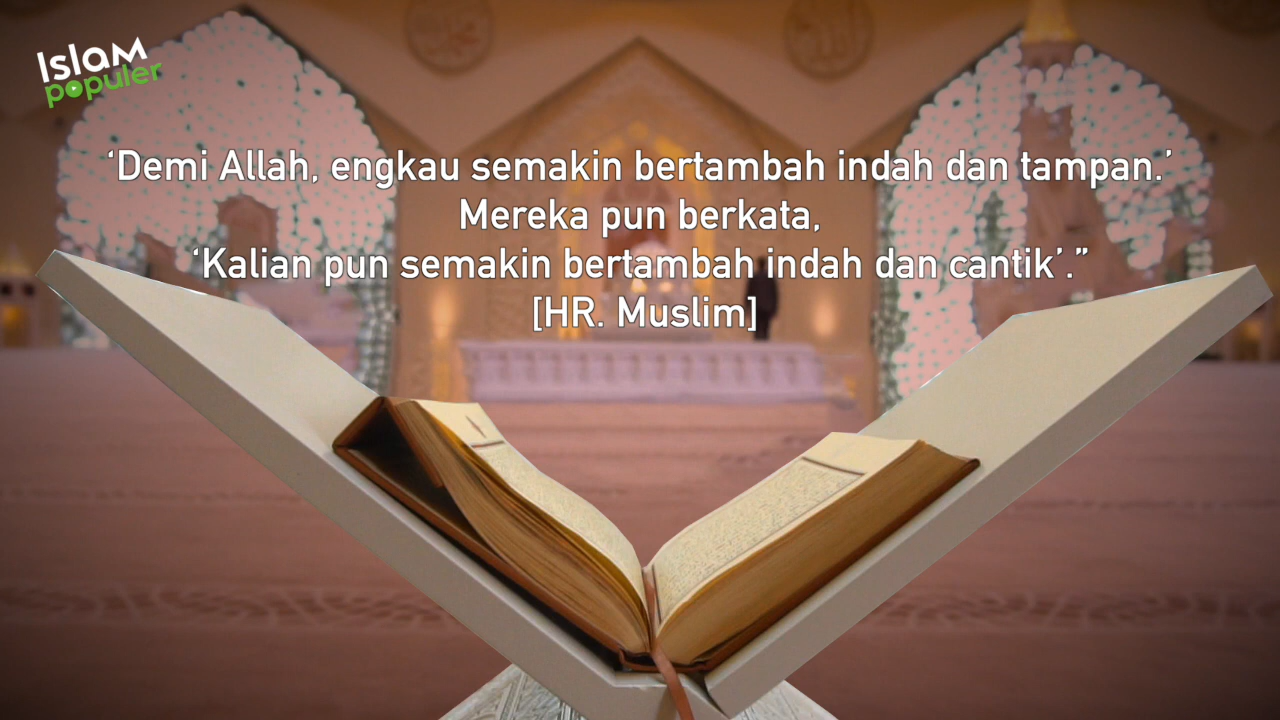 Islam
populer
‘Demi Allah, engkau semakin bertambah indah dan tampan.’
Mereka pun berkata,
‘Kalian pun semakin bertambah indah dan cantik’.”
[HR. Muslim]